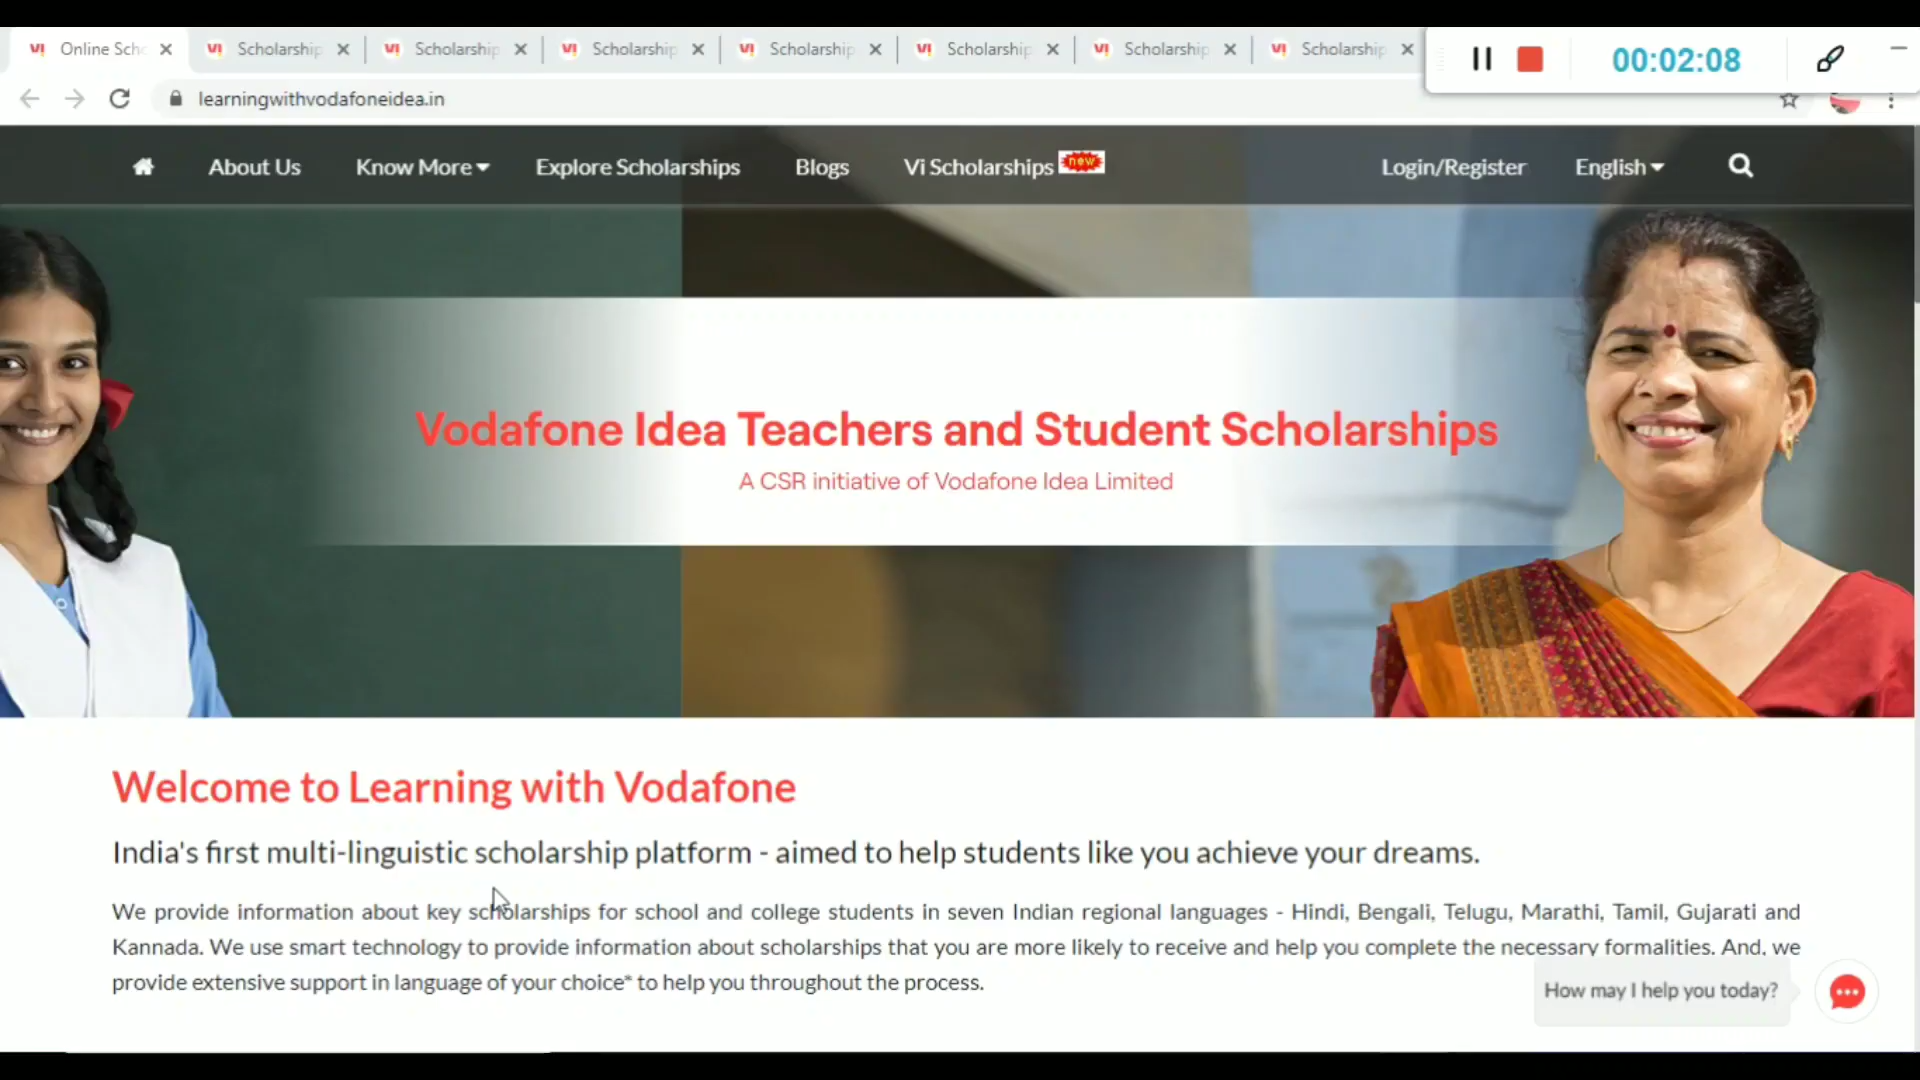 Online Sch
Scholarship
Scholarship
Scholarship
Scholarship
Scholarship
Scholarship
Scholarship
00:02:08
learningwithvodafoneidea.in
About Us
Know More
Explore Scholarships
Blogs
Vi Scholarships
new
Login/Register
English
Vodafone Idea Teachers and Student Scholarships
A CSR initiative of Vodafone Idea Limited
Welcome to Learning with Vodafone
India's first multi-linguistic scholarship platform - aimed to help students like you achieve your dreams.
We provide information about key scholarships for school and college students in seven Indian regional languages - Hindi, Bengali, Telugu, Marathi, Tamil, Gujarati and
Kannada. We use smart technology to provide information about scholarships that you are more likely to receive and help you complete the necessary formalities. And, we
provide extensive support in language of your choice* to help you throughout the process.
How may I help you today?